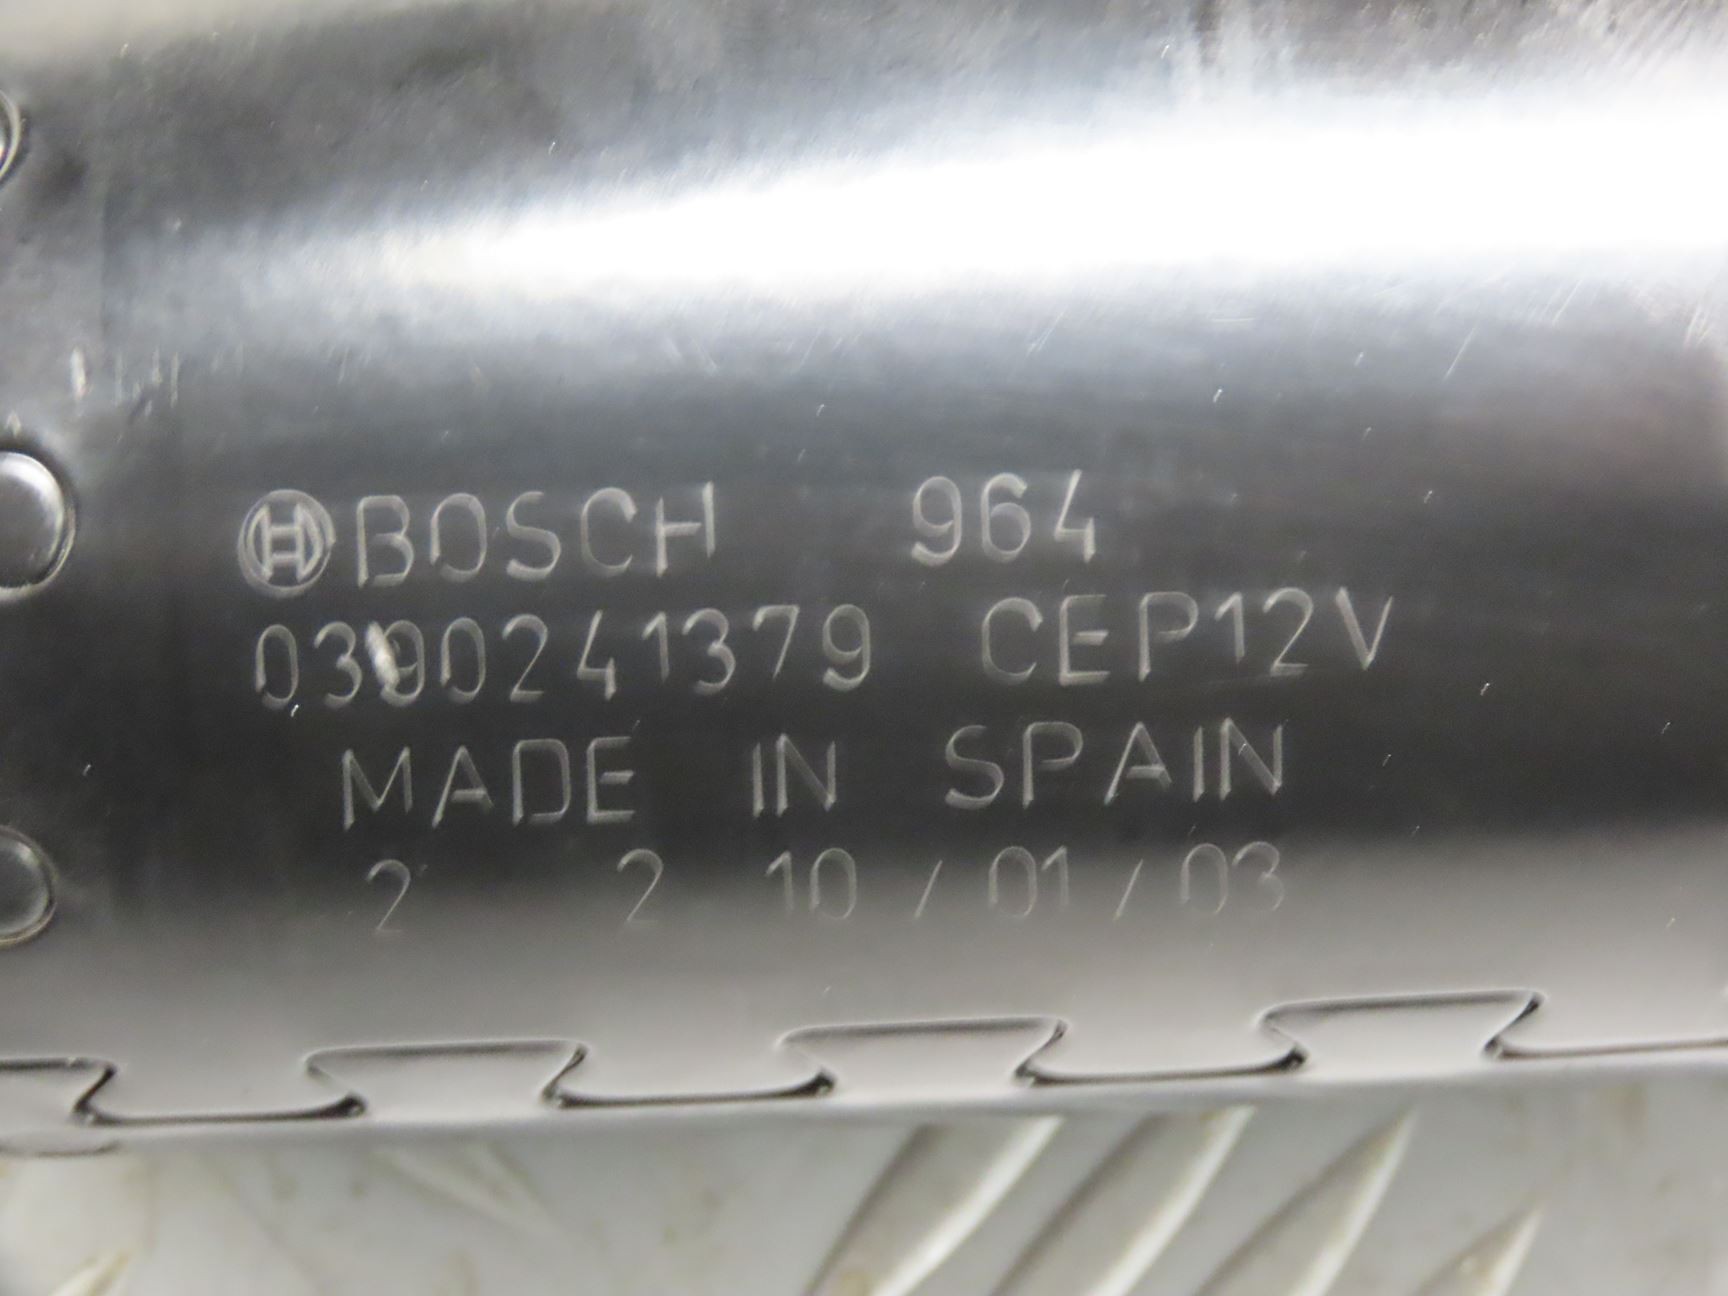 BOSCH 964
0390241379 CEP12V
MADE IN SPAIN
2 2 10/01/03